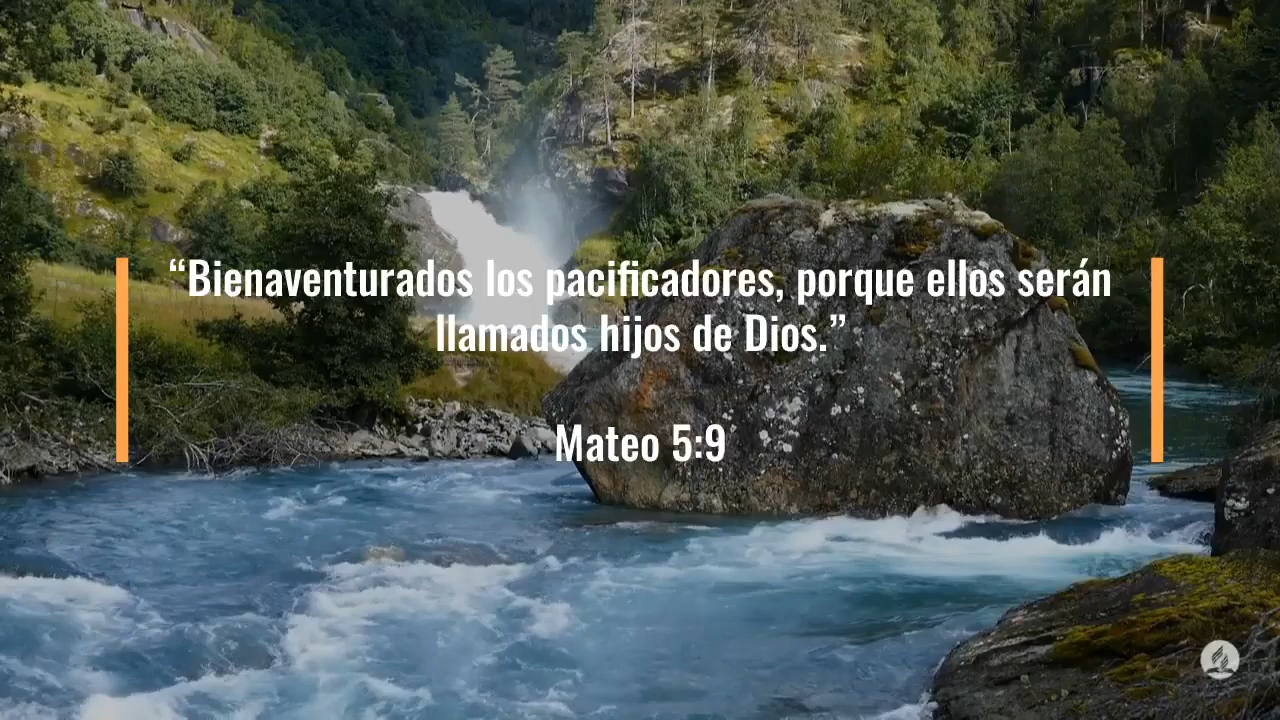 “Bienaventurados los pacificadores, porque ellos serán
llamados hijos de Dios.”
Mateo 5:9